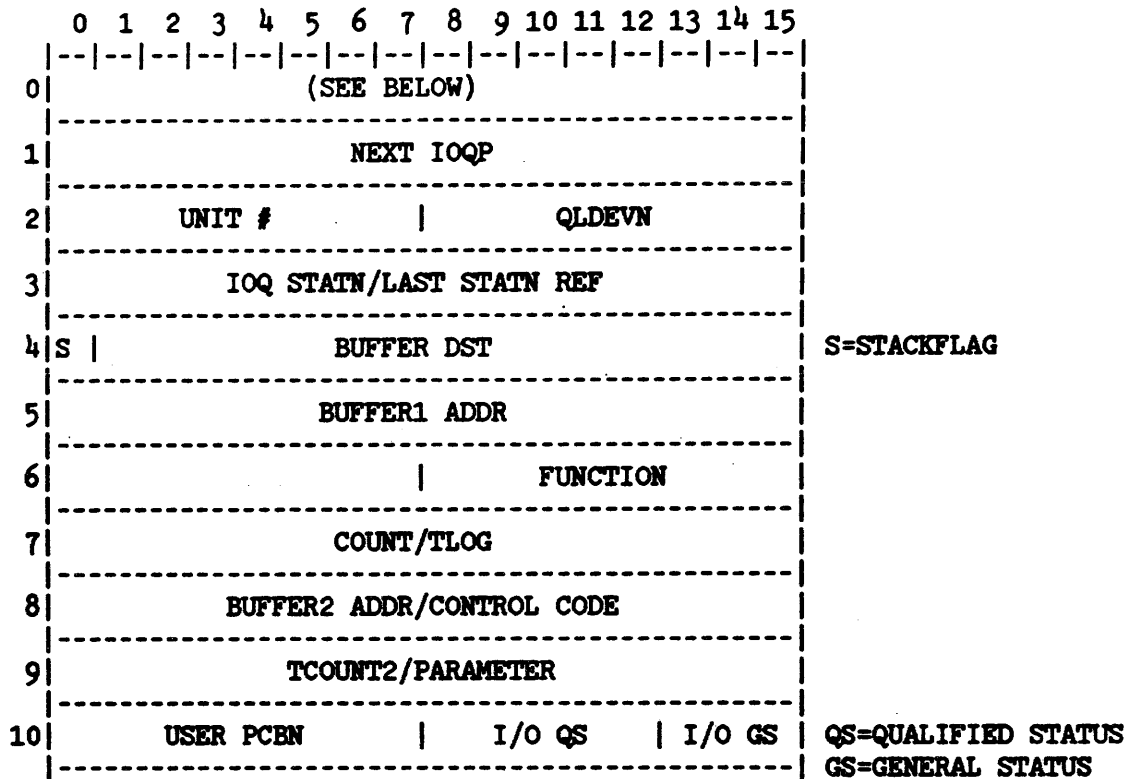 0 1 2 3 4 5 6 7 8 9 10 11 12 13 14 15
|--|--|--|--|--|--|--|--|--|--|--|--|--|--|--|--|
0| (SEE BELOW) |
|-----------------------------------------------|
1| NEXT IOQP |
|-----------------------------------------------|
2| UNIT # | QLDEVN |
|-----------------------------------------------|
3| IOQ STATN/LAST STATN REF |
|-----------------------------------------------|
4|S | BUFFER DST | S=STACKFLAG
|-----------------------------------------------|
5| BUFFER1 ADDR |
|-----------------------------------------------|
6| | FUNCTION |
|-----------------------------------------------|
7| COUNT/TLOG |
|-----------------------------------------------|
8| BUFFER2 ADDR/CONTROL CODE |
|-----------------------------------------------|
9| TCOUNT2/PARAMETER |
|-----------------------------------------------|
10| USER PCBN | I/O QS | I/O GS | QS=QUALIFIED STATUS
|-----------------------------------------------| GS=GENERAL STATUS